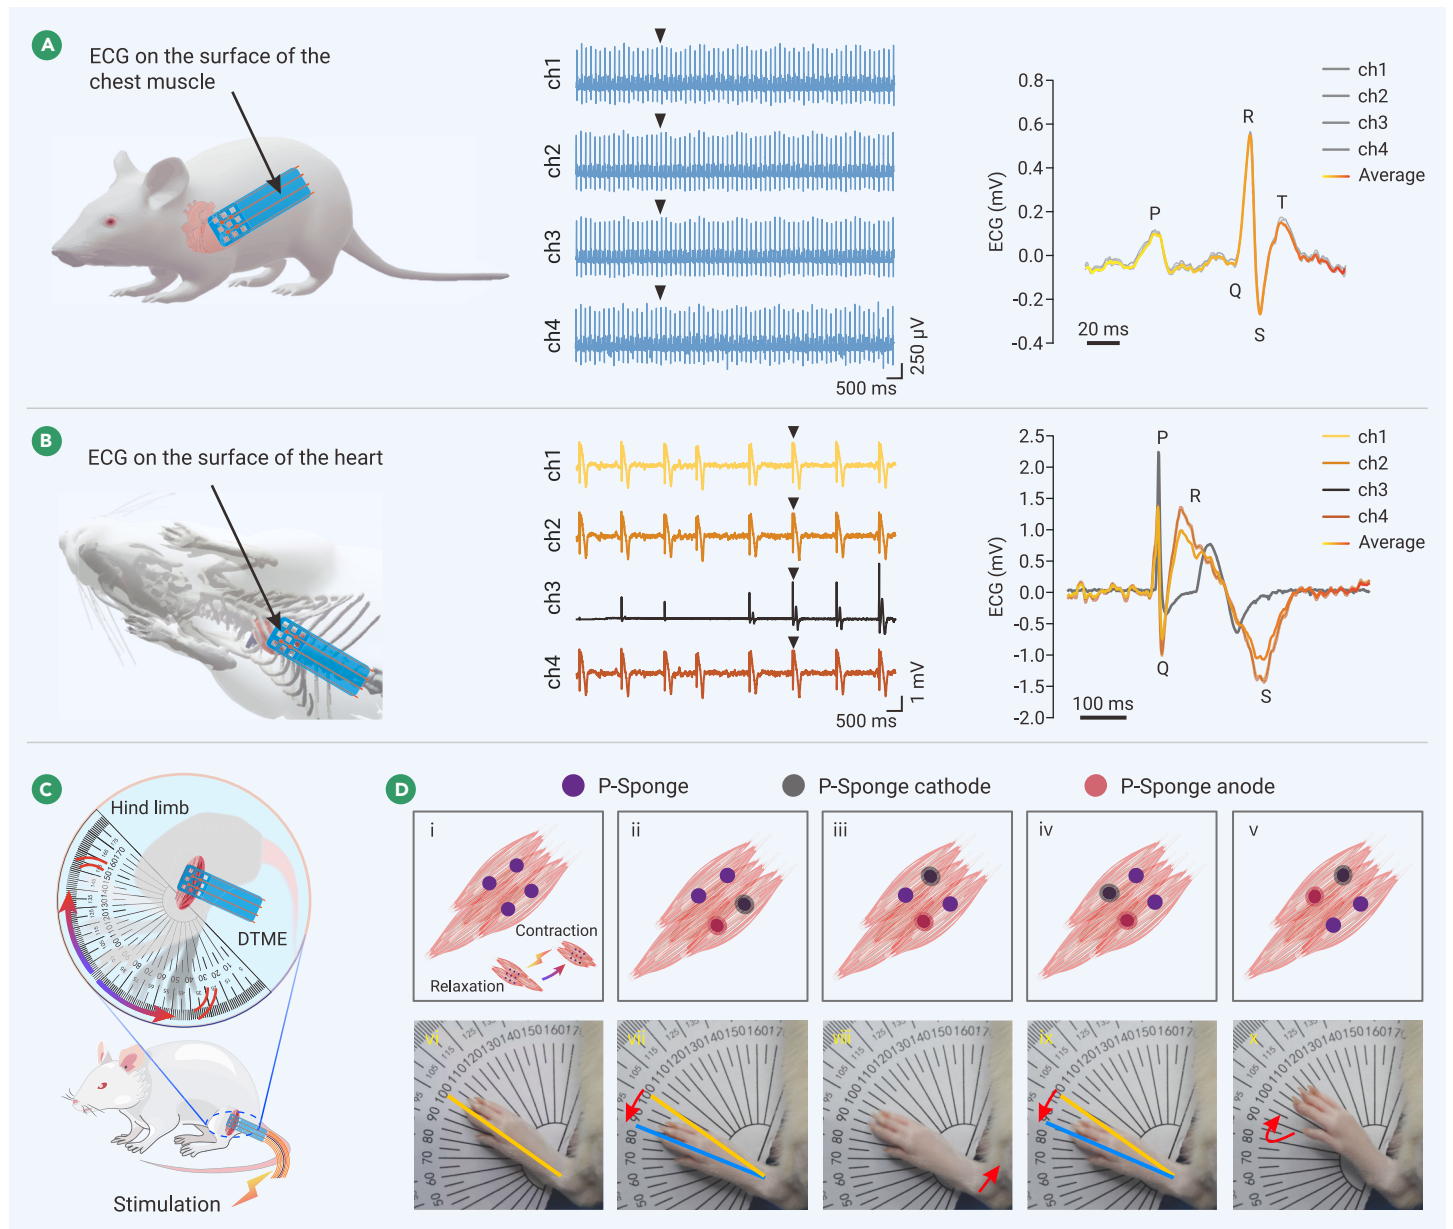 A
ECG on the surface of the
chest muscle
ch1
ch2
ch3
ch4
250 µV
500 ms
ECG (mV)
0.8
0.6
0.4
0.2
0.0
-0.2
-0.4
20 ms
P
Q
R
S
T
ch1
ch2
ch3
ch4
Average
B
ECG on the surface of the heart
ch1
ch2
ch3
ch4
1 mV
500 ms
ECG (mV)
2.5
2.0
1.5
1.0
0.5
0.0
-0.5
-1.0
-1.5
-2.0
100 ms
P
Q
R
S
ch1
ch2
ch3
ch4
Average
C
Hind limb
DTME
Stimulation
D
P-Sponge
P-Sponge cathode
P-Sponge anode
i
Contraction
Relaxation
ii
iii
iv
v
vi
vii
viii
ix
x